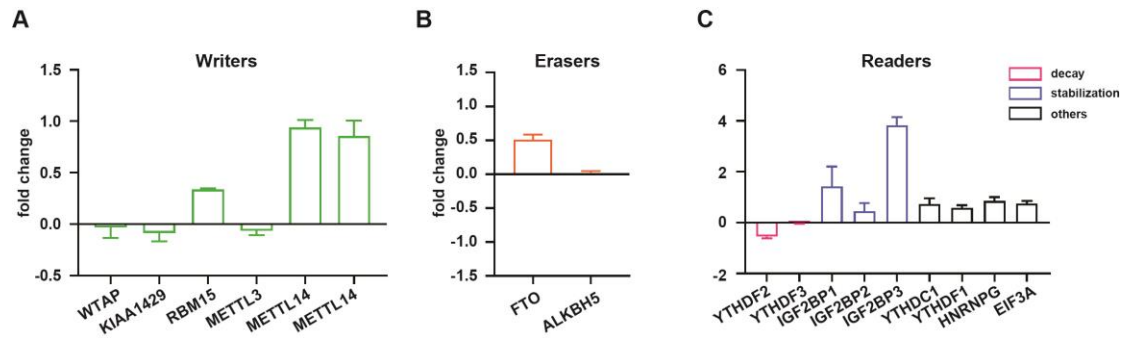 A
Writers
fold change
1.5
1.0
0.5
0.0
-0.5
WTAP
KIAA1429
RBM15
METTL3
METTL14
METTL14
B
Erasers
fold change
1.5
1.0
0.5
0.0
-0.5
-1.0
-1.5
FTO
ALKBH5
C
Readers
6
4
2
0
-2
YTHDF2
YTHDF3
IGF2BP1
IGF2BP2
IGF2BP3
YTHDC1
YTHDF1
HNRNPG
EIF3A
decay
stabilization
others